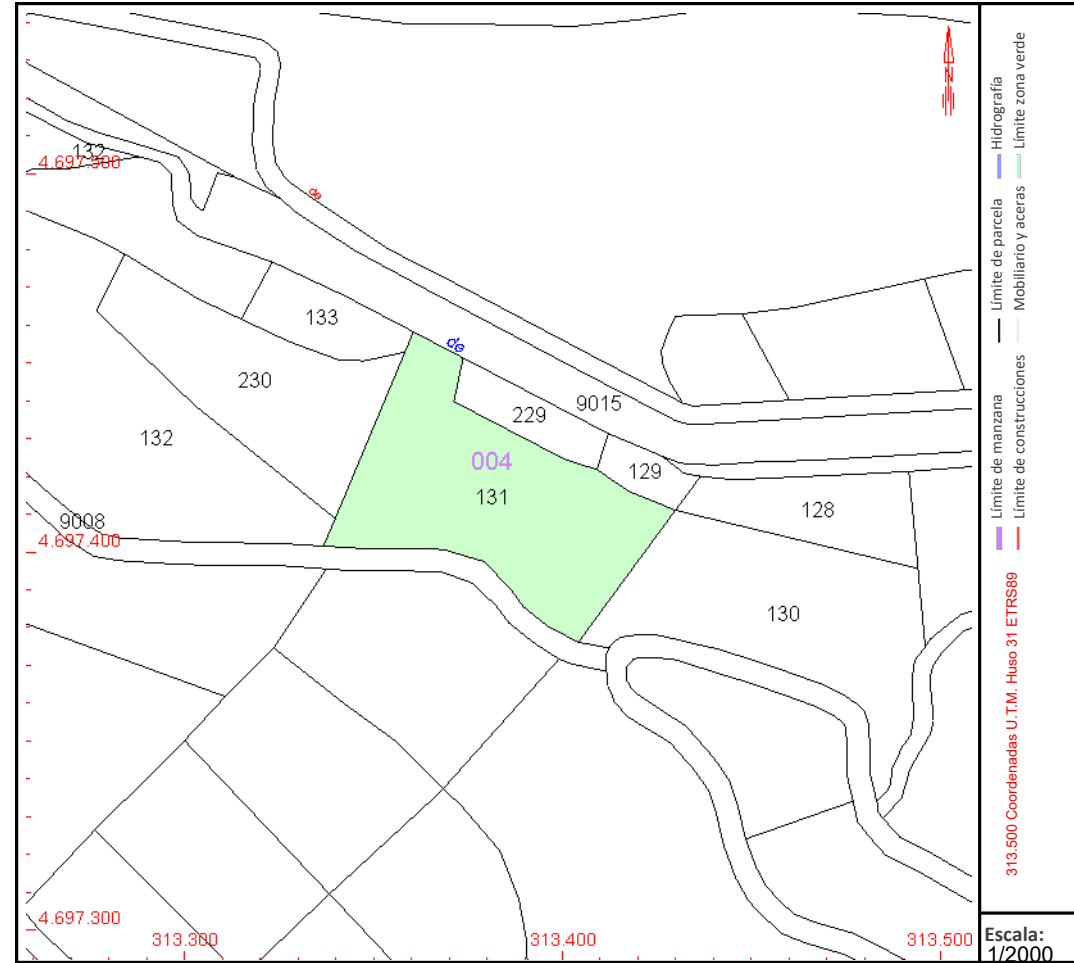 N
132
4.697.500
de
133
de
230
229
9015
132
004
129
131
128
9008
4.697.400
130
4.697.300
313.300
313.400
313.500
Hidrografía
Límite zona verde
Límite de parcela
Mobiliario y aceras
Límite de manzana
Límite de construcciones
313.500 Coordenadas U.T.M. Huso 31 ETRS89
Escala:
1/2000